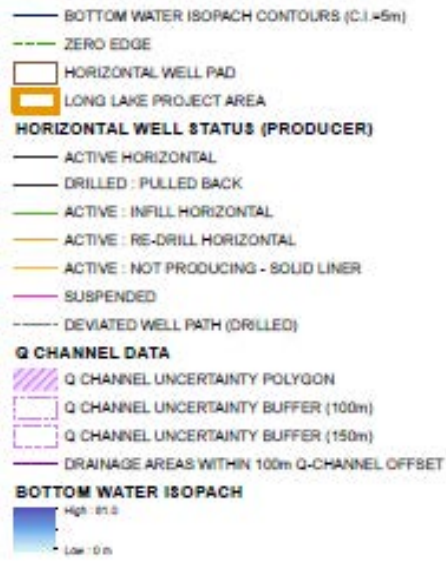 BOTTOM WATER ISOPACH CONTOURS (C.I.=5m)
ZERO EDGE
HORIZONTAL WELL PAD
LONG LAKE PROJECT AREA
HORIZONTAL WELL STATUS (PRODUCER)
ACTIVE HORIZONTAL
DRILLED : PULLED BACK
ACTIVE : INFILL HORIZONTAL
ACTIVE : RE-DRILL HORIZONTAL
ACTIVE : NOT PRODUCING - SOLID LINER
SUSPENDED
DEVIATED WELL PATH (DRILLED)
Q CHANNEL DATA
Q CHANNEL UNCERTAINTY POLYGON
Q CHANNEL UNCERTAINTY BUFFER (100m)
Q CHANNEL UNCERTAINTY BUFFER (150m)
DRAINAGE AREAS WITHIN 100m Q-CHANNEL OFFSET
BOTTOM WATER ISOPACH
High :
Low : 0 m